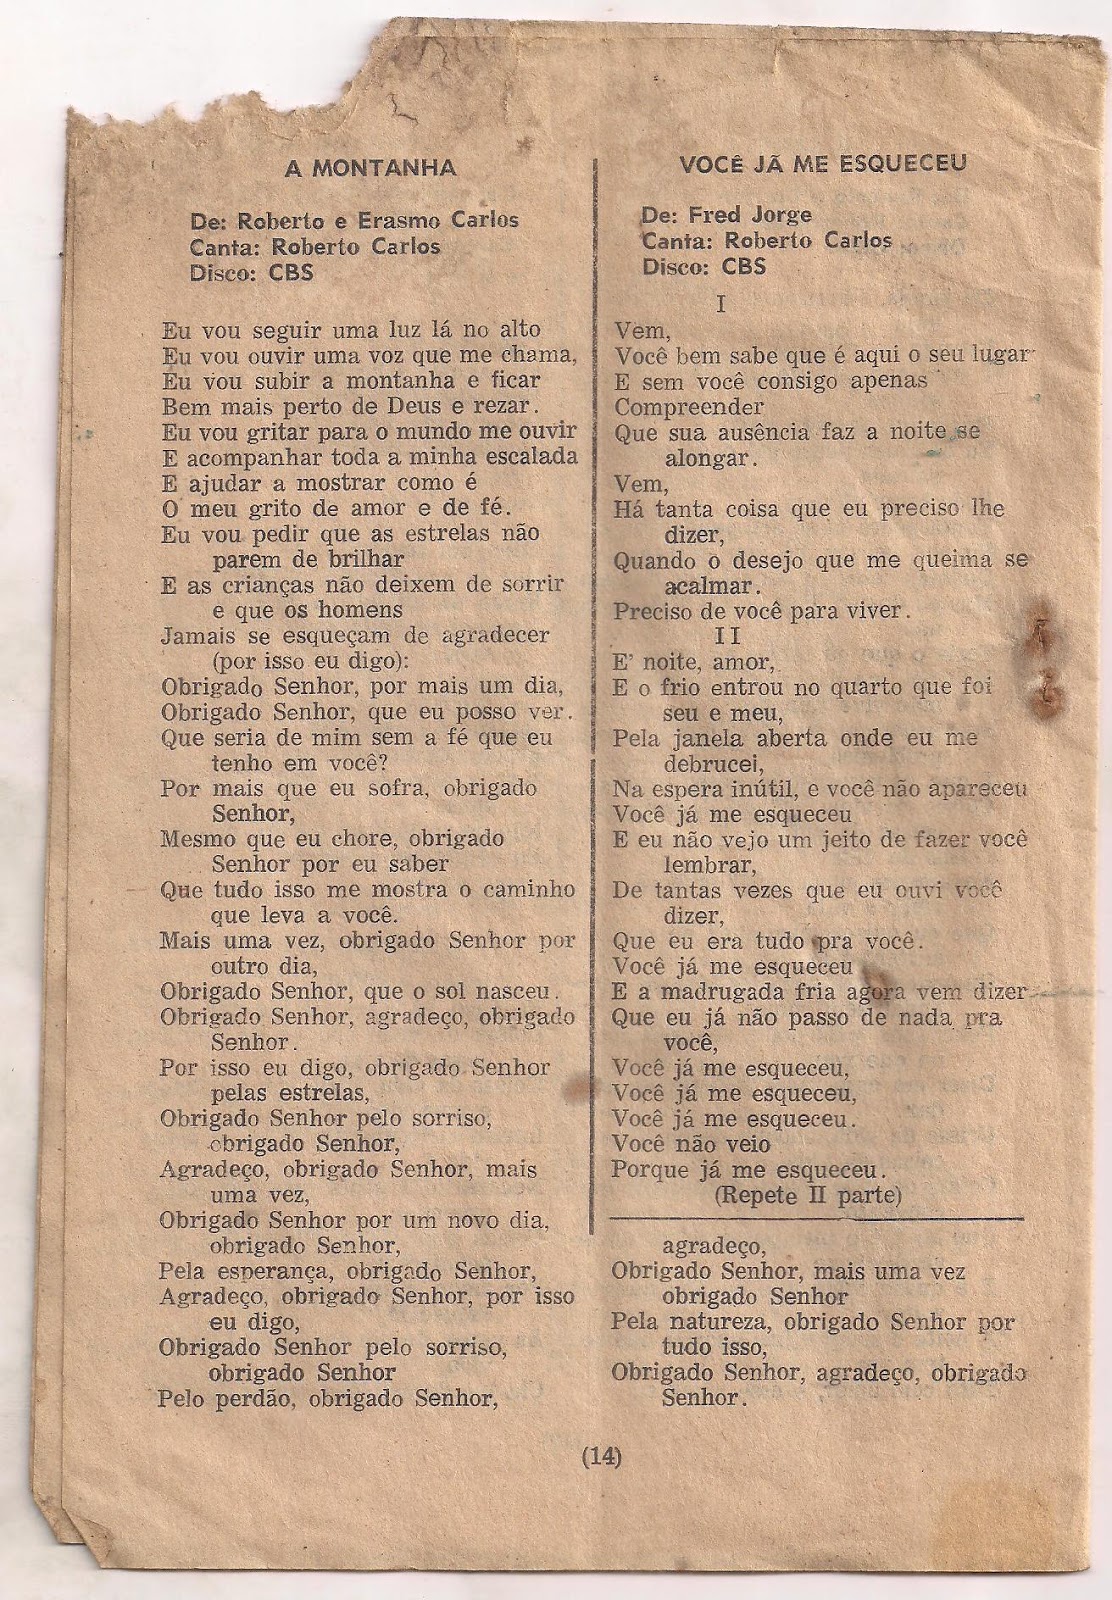 A MONTANHA
De: Roberto e Erasmo Carlos
Canta: Roberto Carlos
Disco: CBS
Eu vou seguir uma luz lá no alto
Eu vou ouvir uma voz que me chama,
Eu vou subir a montanha e ficar
Bem mais perto de Deus e rezar.
Eu vou gritar para o mundo me ouvir
E acompanhar toda a minha escalada
E ajudar a mostrar como é
O meu grito de amor e de fé.
Eu vou pedir que as estrelas não
parem de brilhar
E as crianças não deixem de sorrir
e que os homens
Jamais se esqueçam de agradecer
(por isso eu digo):
Obrigado Senhor, por mais um dia,
Obrigado Senhor, que eu posso ver.
Que seria de mim sem a fé que eu
tenho em você?
Por mais que eu sofra, obrigado
Senhor,
Mesmo que eu chore, obrigado
Senhor por eu saber
Que tudo isso me mostra o caminho
que leva a você.
Mais uma vez, obrigado Senhor por
outro dia,
Obrigado Senhor, que o sol nasceu.
Obrigado Senhor, agradeço, obrigado
Senhor.
Por isso eu digo, obrigado Senhor
pelas estrelas,
Obrigado Senhor pelo sorriso,
obrigado Senhor,
Agradeço, obrigado Senhor, mais
uma vez,
Obrigado Senhor por um novo dia,
obrigado Senhor,
Pela esperança, obrigado Senhor,
Agradeço, obrigado Senhor, por isso
eu digo,
Obrigado Senhor pelo sorriso,
obrigado Senhor
Pelo perdão, obrigado Senhor,
VOCÊ JÃ ME ESQUECEU
De: Fred Jorge
Canta: Roberto Carlos
Disco: CBS
I
Vem,
Você bem sabe que é aqui o seu lugar
E sem você consigo apenas
Compreender
Que sua ausência faz a noite se
alongar.
Vem,
Há tanta coisa que eu preciso lhe
dizer,
Quando o desejo que me queima se
acalmar.
Preciso de você para viver.
II
E' noite, amor,
E o frio entrou no quarto que foi
seu e meu,
Pela janela aberta onde eu me
debrucei,
Na espera inútil, e você não apareceu
Você já me esqueceu
E eu não vejo um jeito de fazer você
lembrar,
De tantas vezes que eu ouvi você
dizer,
Que eu era tudo pra você.
Você já me esqueceu
E a madrugada fria agora vem dizer
Que eu já não passo de nada pra
você,
Você já me esqueceu,
Você já me esqueceu,
Você já me esqueceu.
Você não veio
Porque já me esqueceu.
(Repete II parte)
agradeço,
Obrigado Senhor, mais uma vez
obrigado Senhor
Pela natureza, obrigado Senhor por
tudo isso,
Obrigado Senhor, agradeço, obrigado
Senhor.
(14)